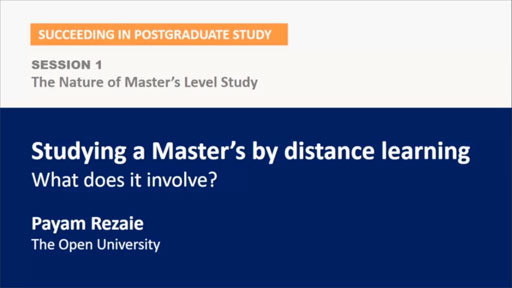 SUCCEEDING IN POSTGRADUATE STUDY
SESSION 1
The Nature of Master's Level Study
Studying a Master's by distance learning
What does it involve?
Payam Rezaie
The Open University